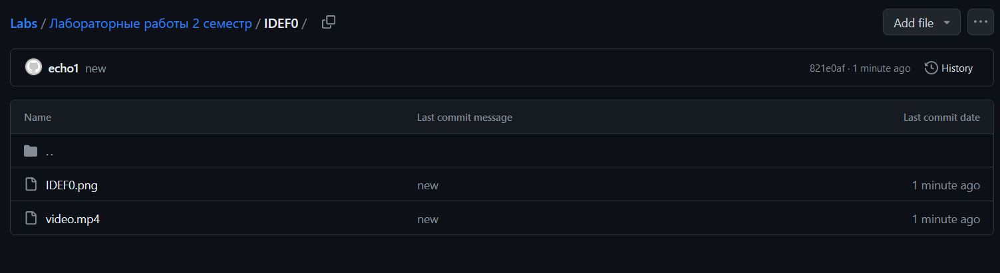 Labs / Лабораторные работы 2 семестр / IDEF0 / Add file
echo1 new 821e0af · 1 minute ago History
Name Last commit message Last commit date
..
IDEF0.png new 1 minute ago
video.mp4 new 1 minute ago